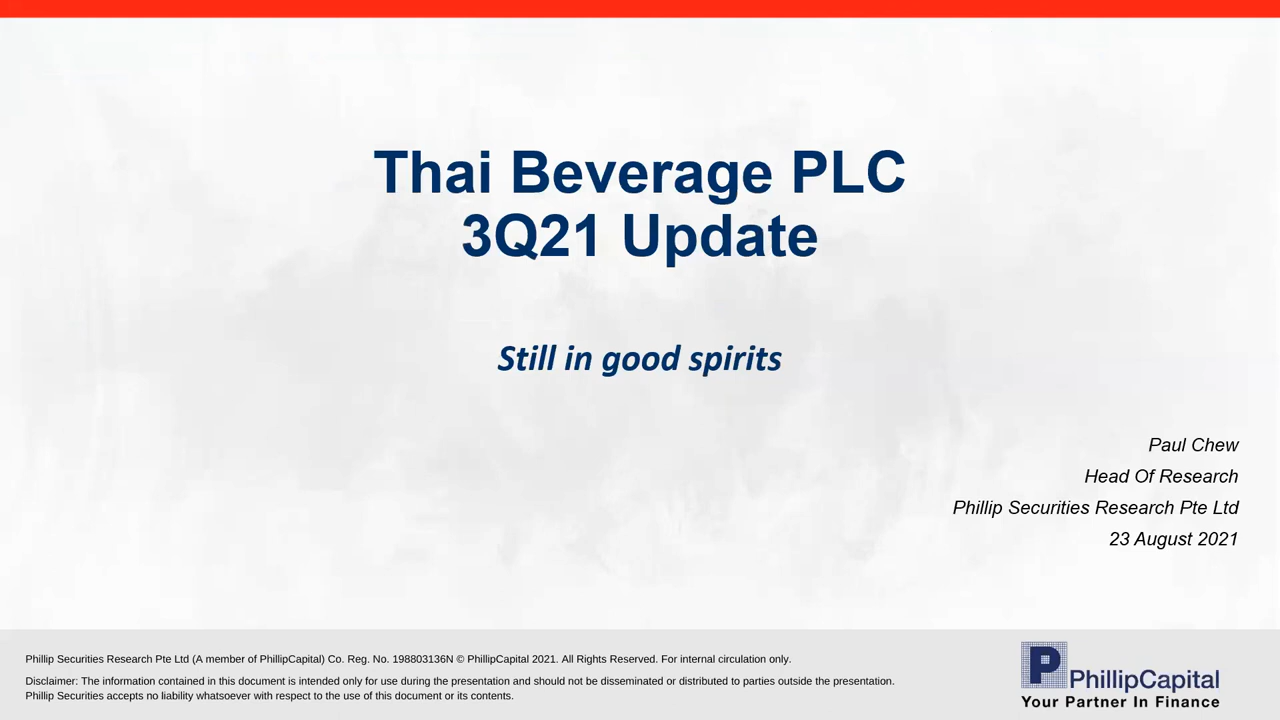 Thai Beverage PLC
3Q21 Update
Still in good spirits
Paul Chew
Head Of Research
Phillip Securities Research Pte Ltd
23 August 2021
Phillip Securities Research Pte Ltd (A member of PhillipCapital) Co. Reg. No. 198803136N © PhillipCapital 2021. All Rights Reserved. For internal circulation only.
Disclaimer: The information contained in this document is intended only for use during the presentation and should not be disseminated or distributed to parties outside the presentation.
Phillip Securities accepts no liability whatsoever with respect to the use of this document or its contents.
P PhillipCapital
Your Partner In Finance